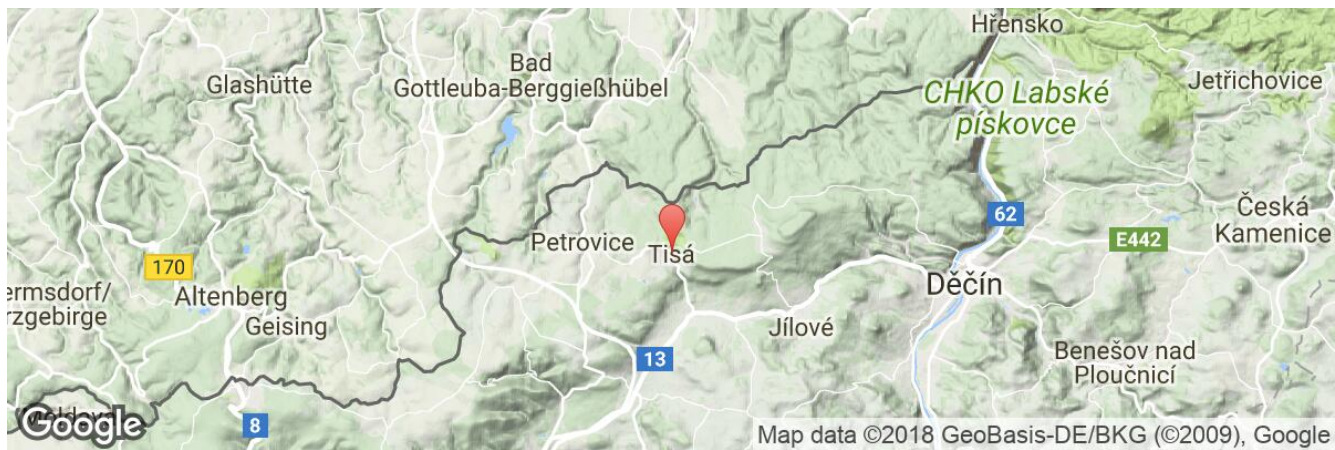 Hřensko
Glashütte
Bad
Gottleuba-Berggießhübel
CHKO Labské
pískovce
Jetřichovice
62
Česká
Kamenice
Petrovice
Tisá
E442
170
ermsdorf/
rzgebirge
Altenberg
Geising
Děčín
Jílové
13
Benešov nad
Ploučnicí
Moldava
Google
8
Map data ©2018 GeoBasis-DE/BKG (©2009), Google